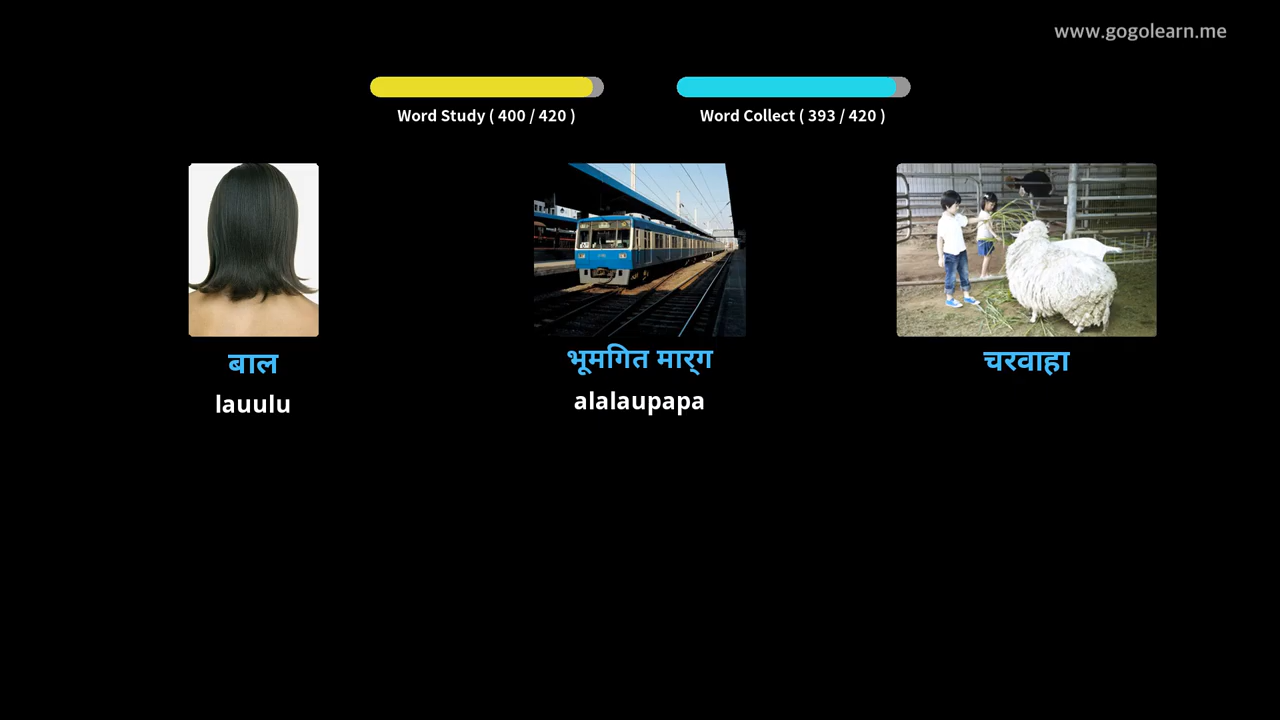 www.gogolearn.me
Word Study ( 400 / 420 )
Word Collect ( 393 / 420 )
बाल
भूमगित मार्ग
चरवाहा
lauulu
alalaupapa